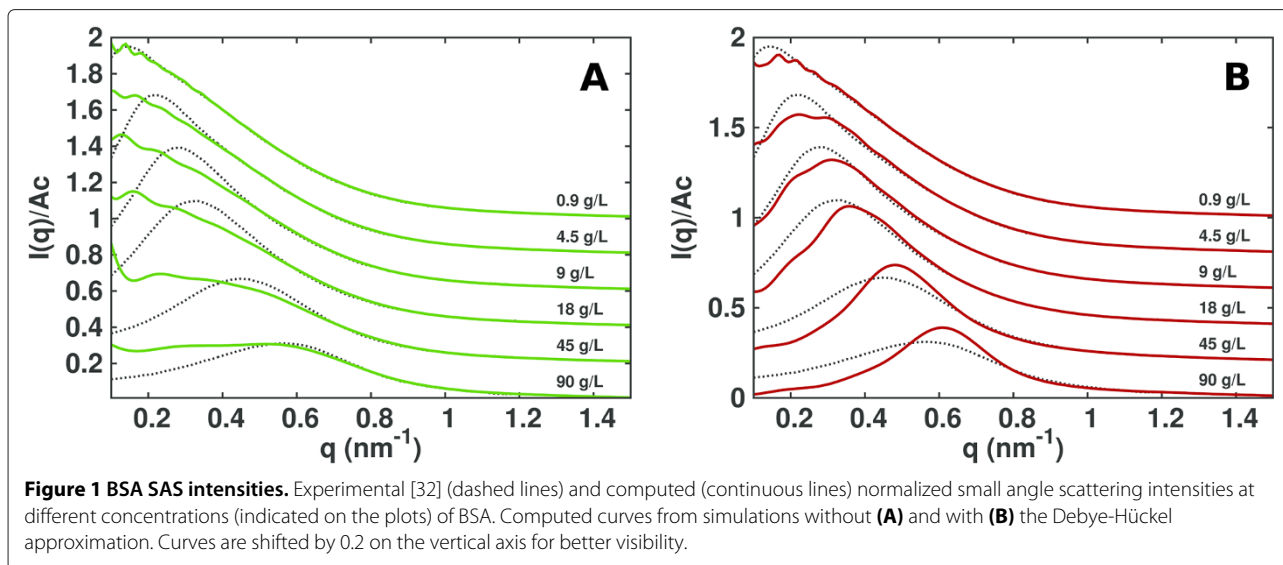 A
2
1.8
1.6
1.4
1.2
1
0.8
0.6
0.4
0.2
I(q)/Ac
0.9 g/L
4.5 g/L
9 g/L
18 g/L
45 g/L
90 g/L
0.2 0.4 0.6 0.8 1 1.2 1.4
q (nm-1)
B
2
1.5
1
0.5
0
I(q)/Ac
0.9 g/L
4.5 g/L
9 g/L
18 g/L
45 g/L
90 g/L
0.2 0.4 0.6 0.8 1 1.2 1.4
q (nm-1)
Figure 1 BSA SAS intensities. Experimental [32] (dashed lines) and computed (continuous lines) normalized small angle scattering intensities at
different concentrations (indicated on the plots) of BSA. Computed curves from simulations without (A) and with (B) the Debye-Hückel
approximation. Curves are shifted by 0.2 on the vertical axis for better visibility.